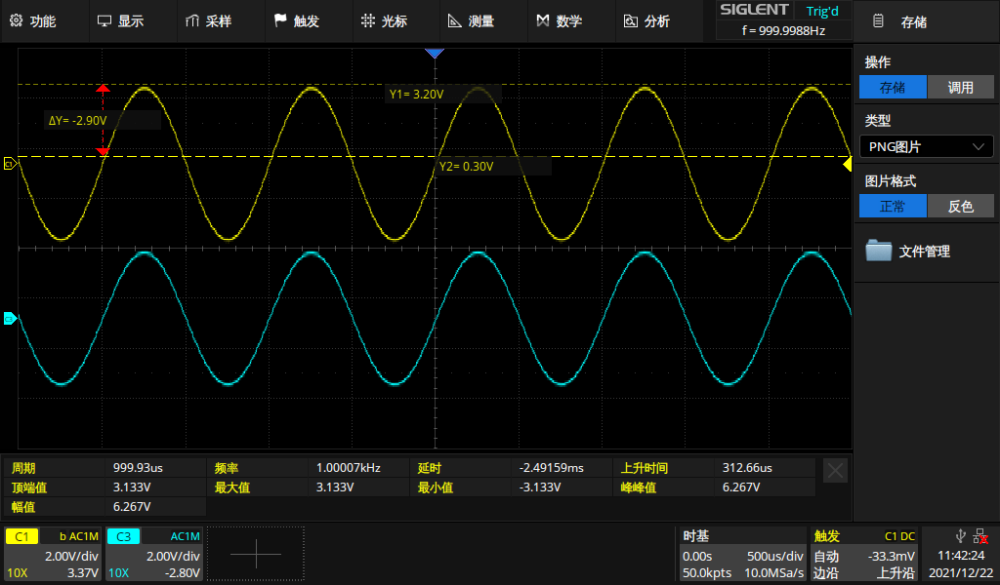 功能 显示 采样 触发 光标 测量 数学 分析 SIGLENT Trig'd 存储
f = 999.9988Hz
操作
存储 调用
类型
PNG图片
图片格式
正常 反色
文件管理
Y1= 3.20V
ΔY= -2.90V
Y2= 0.30V
C1
C3
周期 999.93us 频率 1.00007kHz 延时 -2.49159ms 上升时间 312.66us
顶端值 3.133V 最大值 3.133V 最小值 -3.133V 峰峰值 6.267V
幅值 6.267V
C1 b AC1M C3 AC1M 时基 触发 C1 DC
2.00V/div 2.00V/div 0.00s 500us/div 自动 -33.3mV 11:42:24
10X 3.37V 10X -2.80V 50.0kpts 10.0MSa/s 边沿 上升沿 2021/12/22